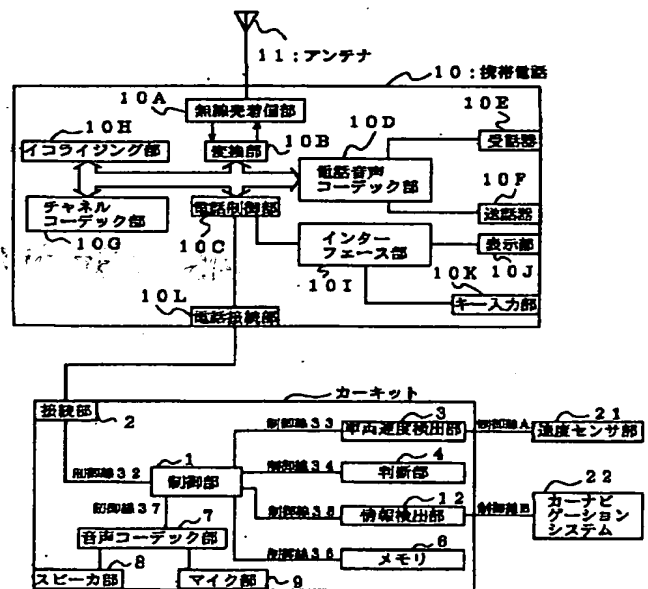 11:アンテナ
10:携帯電話
10A
無線発着信部
10H
イコライジング部
10B
変換部
10D
電話音声
コーデック部
10E
受話器
10F
送話器
チャネル
コーデック部
10G
電話制御部
10C
インター
フェース部
10I
表示部
10J
10K
キー入力部
10L
電話接続部
カーキット
接続部
2
制御線33
3
車両速度検出部
制御線A
21
速度センサ部
制御線32
1
制御部
制御線34
4
判断部
制御線37
制御線35
12
情報検出部
制御線B
22
カーナビ
ゲーション
システム
7
音声コーデック部
制御線36
6
メモリ
8
スピーカ部
マイク部
9